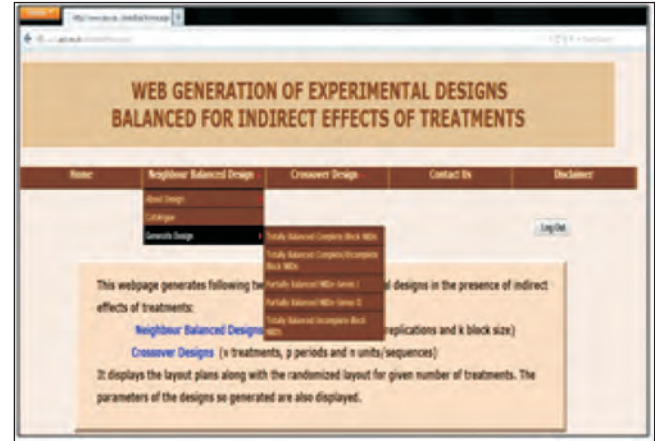 WEB GENERATION OF EXPERIMENTAL DESIGNS
BALANCED FOR INDIRECT EFFECTS OF TREATMENTS
Home Neighbour Balanced Design Crossover Design Contact Us Disclaimer
About Design
Catalogue
Generate Design
Log Out
Totally Balanced Complete Block NBDs
Totally Balanced Complete/Incomplete
Block NBDs
Partially Balanced NBDs-Series I
Partially Balanced NBDs-Series II
Totally Balanced Incomplete Block
NBDs
This webpage generates following tw l designs in the presence of indirect
effects of treatments:
Neighbour Balanced Designs replications and k block size)
Crossover Designs (v treatments, p periods and n units/sequences)
It displays the layout plans along with the randomized layout for given number of treatments. The
parameters of the designs so generated are also displayed.